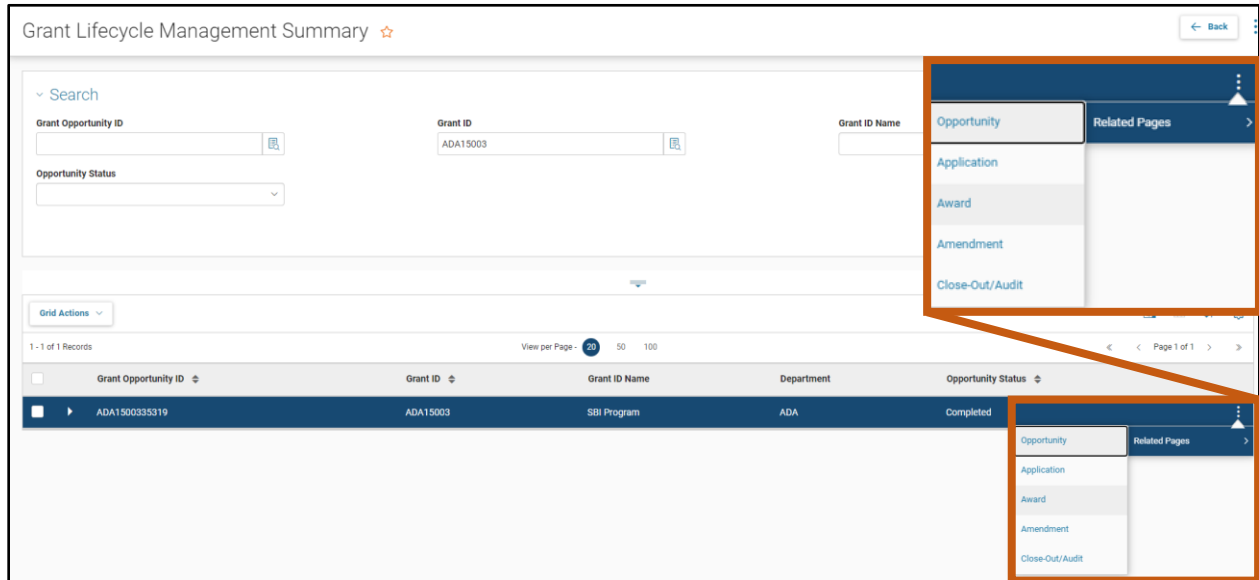 Grant Lifecycle Management Summary
Back
Search
Grant Opportunity ID
Grant ID
Grant ID Name
ADA15003
Opportunity Status
Related Pages
Opportunity
Application
Award
Amendment
Close-Out/Audit
Grid Actions
1 - 1 of 1 Records
View per Page - 20 50 100
Page 1 of 1
Grant Opportunity ID
Grant ID
Grant ID Name
Department
Opportunity Status
ADA1500335319
ADA15003
SBI Program
ADA
Completed
Related Pages
Opportunity
Application
Award
Amendment
Close-Out/Audit